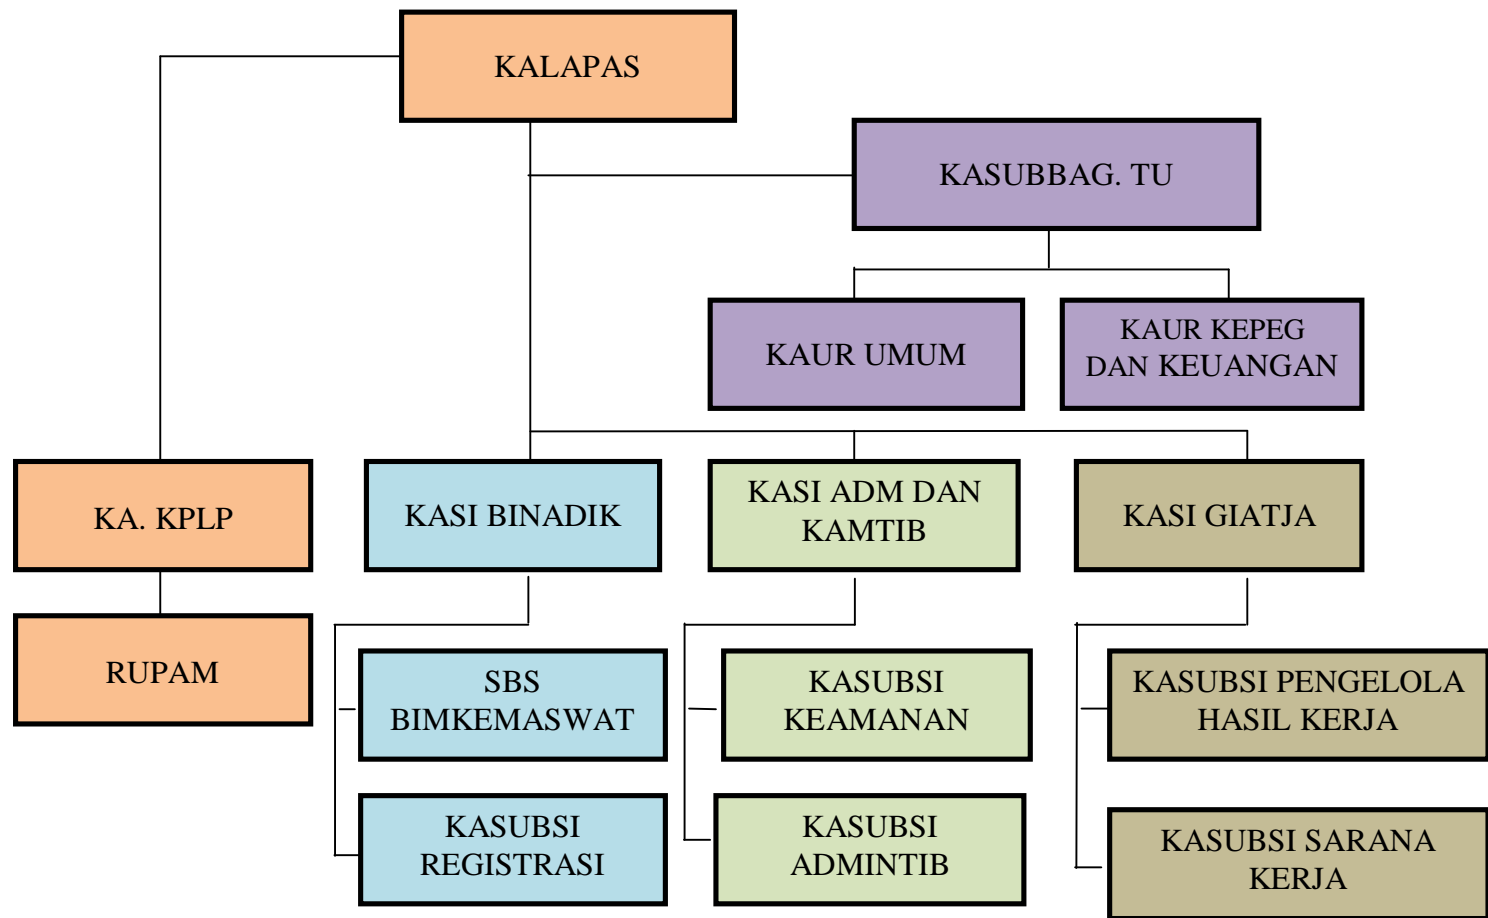 KALAPAS
KASUBBAG. TU
KAUR UMUM
KAUR KEPEG
DAN KEUANGAN
KA. KPLP
KASI BINADIK
KASI ADM DAN
KAMTIB
KASI GIATJA
RUPAM
SBS
BIMKEMASWAT
KASUBSI
KEAMANAN
KASUBSI PENGELOLA
HASIL KERJA
KASUBSI
REGISTRASI
KASUBSI
ADMINTIB
KASUBSI SARANA
KERJA